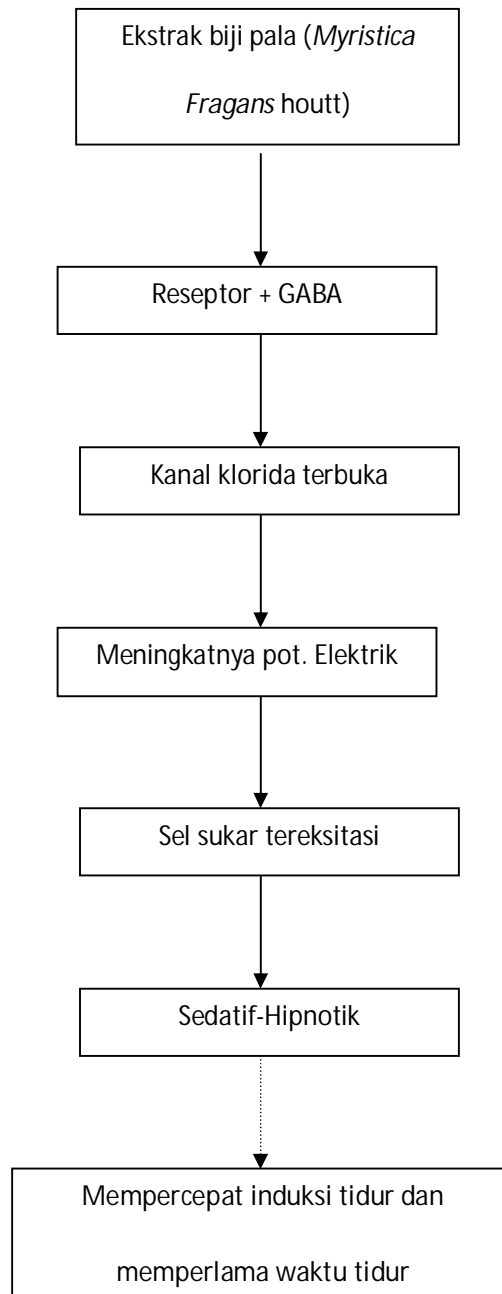 Ekstrak biji pala (Myristica
Fragans houtt)
Reseptor + GABA
Kanal klorida terbuka
Meningkatnya pot. Elektrik
Sel sukar tereksitasi
Sedatif-Hipnotik
Mempercepat induksi tidur dan
memperlama waktu tidur